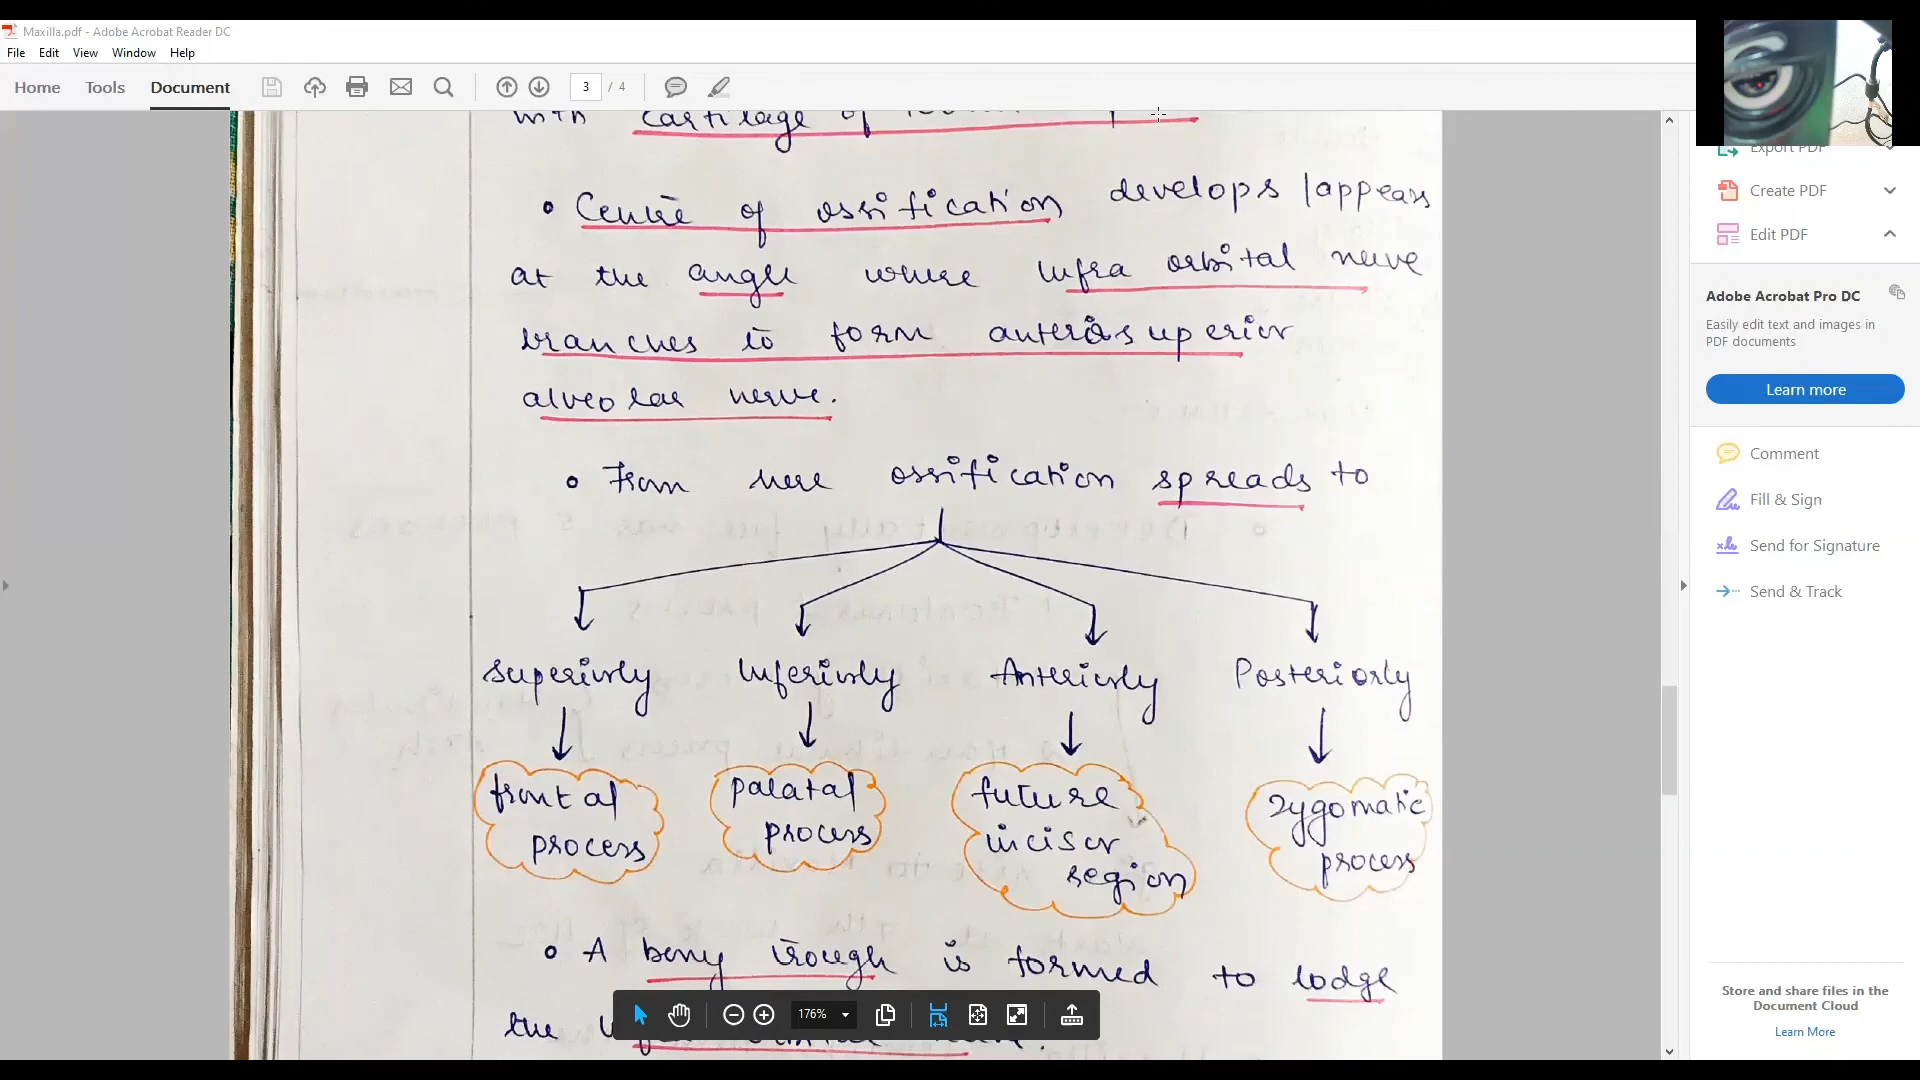 Maxilla.pdf - Adobe Acrobat Reader DC
File Edit View Window Help
Home Tools Document 3 / 4
with cartilage of
Export PDF
• Centre of ossification develops / appears
Create PDF
Edit PDF
at the angle where infra orbital nerve
branches to form anterior superior
alveolar nerve.
• From here ossification spreads to
Superiorly Inferiorly Anteriorly Posteriorly
frontal process
palatal process
future incisor region
zygomatic process
• A bony trough is formed to lodge
the
176%
Adobe Acrobat Pro DC
Easily edit text and images in
PDF documents
Learn more
Comment
Fill & Sign
Send for Signature
Send & Track
Store and share files in the
Document Cloud
Learn More